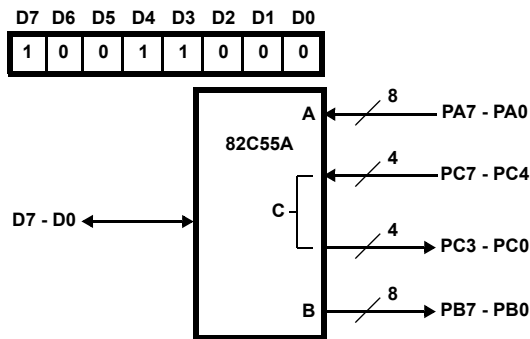 D7 D6 D5 D4 D3 D2 D1 D0
1 0 0 1 1 0 0 0
A
8
PA7 - PA0
82C55A
4
PC7 - PC4
C
D7 - D0
4
PC3 - PC0
B
8
PB7 - PB0